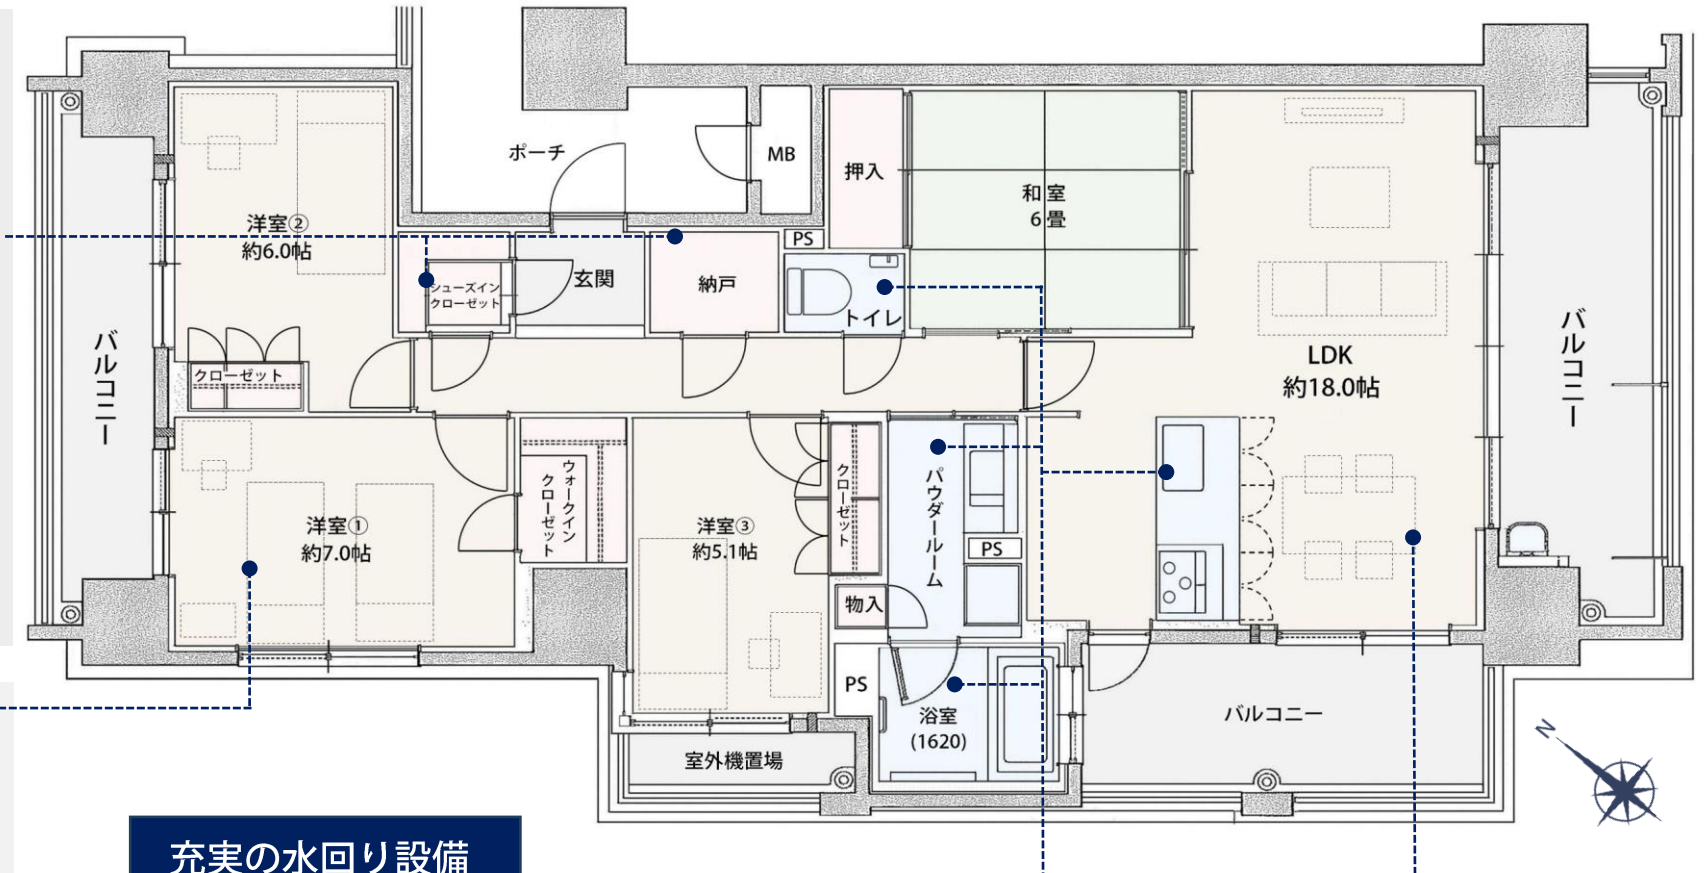 ポーチ
MB
押入
和室
6畳
洋室②
約6.0帖
PS
シューズイン
クローゼット
玄関
納戸
トイレ
バルコニー
LDK
約18.0帖
バルコニー
クローゼット
ウォークイン
クローゼット
洋室①
約7.0帖
洋室③
約5.1帖
クローゼット
パウダールーム
PS
物入
PS
浴室
(1620)
バルコニー
室外機置場
N
充実の水回り設備